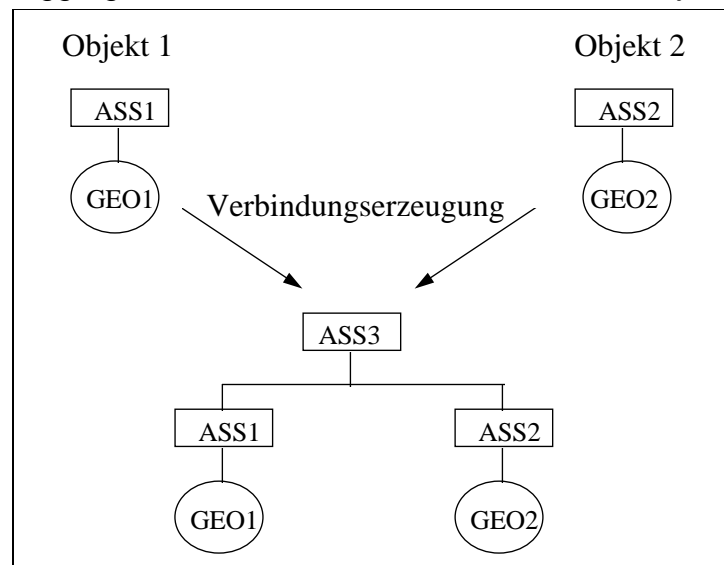 Objekt 1 Objekt 2
ASS1 ASS2
GEO1 GEO2
Verbindungserzeugung
ASS3
ASS1 ASS2
GEO1 GEO2